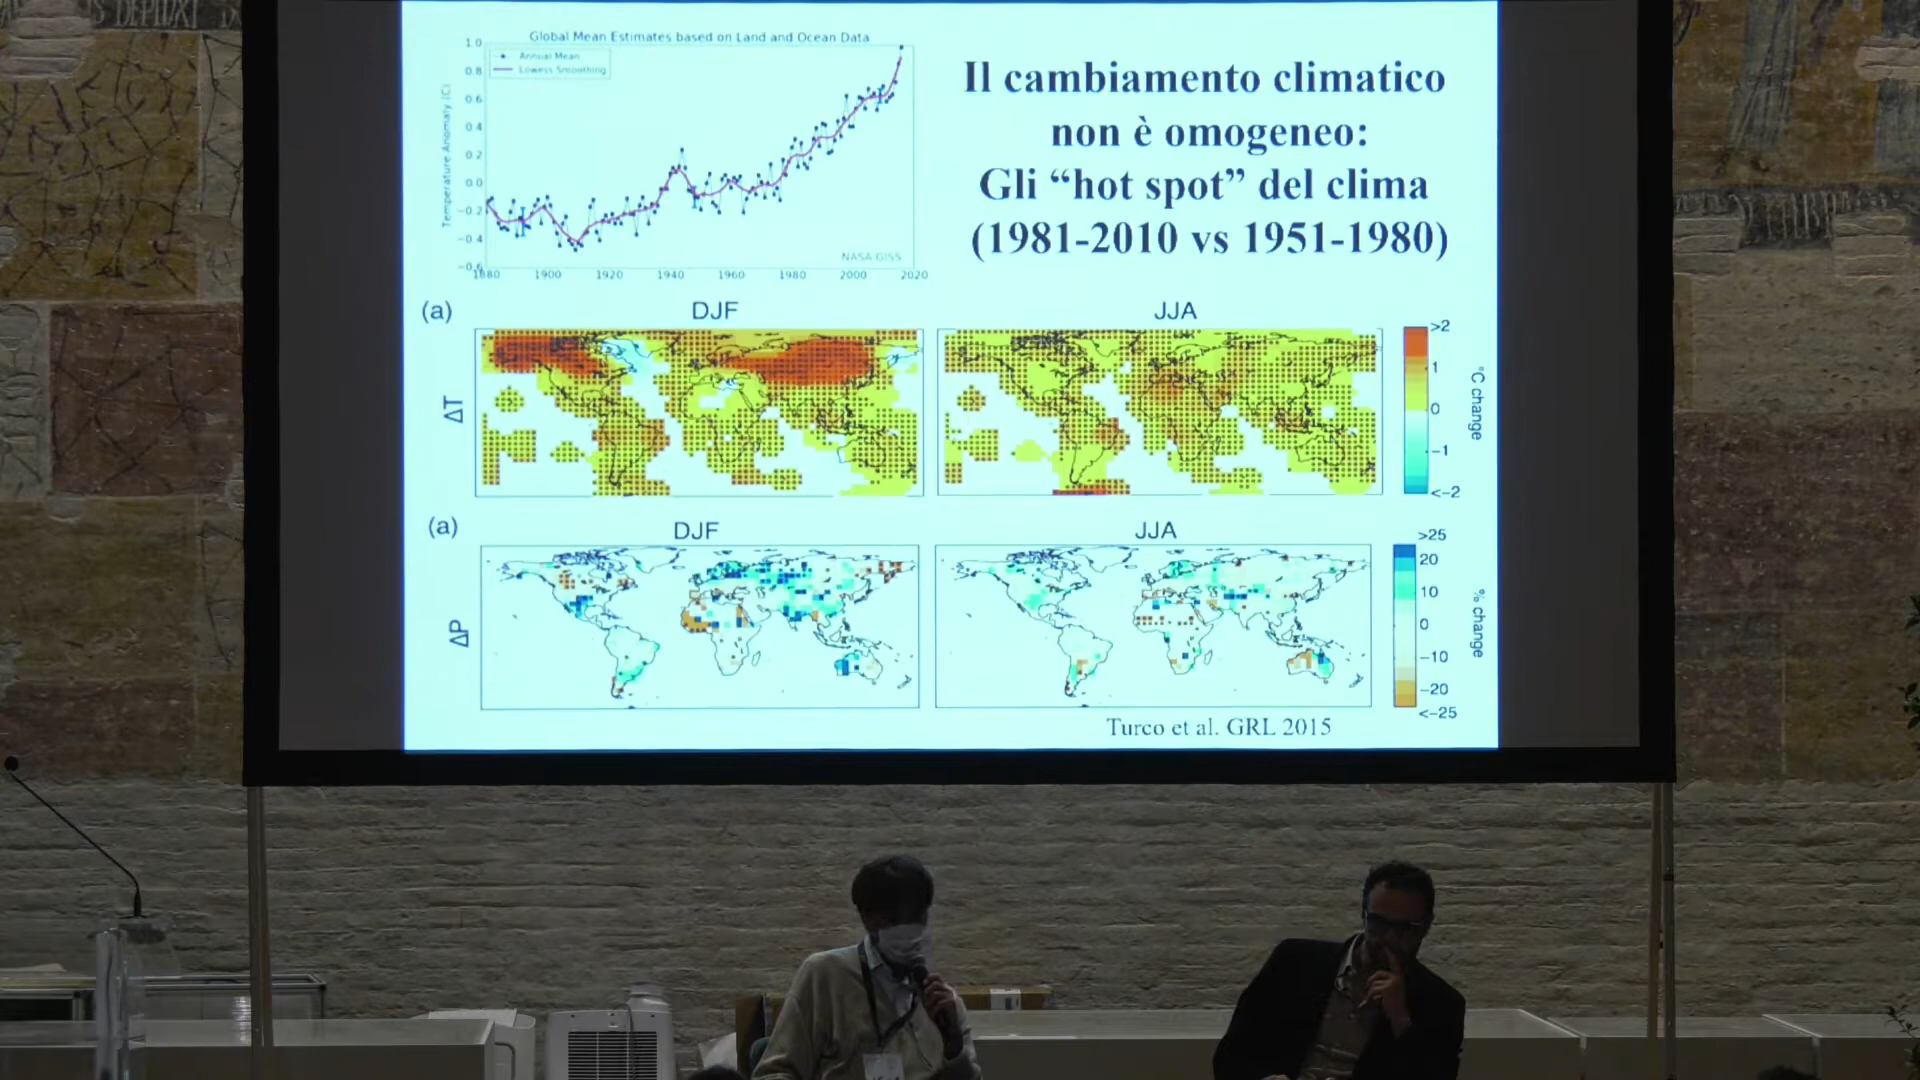 DEPTIXI
Global Mean Estimates based on Land and Ocean Data
Annual Mean
Lowess Smoothing
Temperature Anomaly (C)
1.0
0.8
0.6
0.4
0.2
0.0
−0.2
−0.4
−0.6
1880 1900 1920 1940 1960 1980 2000 2020
NASA GISS
Il cambiamento climatico
non è omogeneo:
Gli “hot spot” del clima
(1981-2010 vs 1951-1980)
(a) DJF JJA
ΔT
>2
1
0
−1
<−2
°C change
(a) DJF JJA
ΔP
>25
20
10
0
−10
−20
<−25
% change
Turco et al. GRL 2015